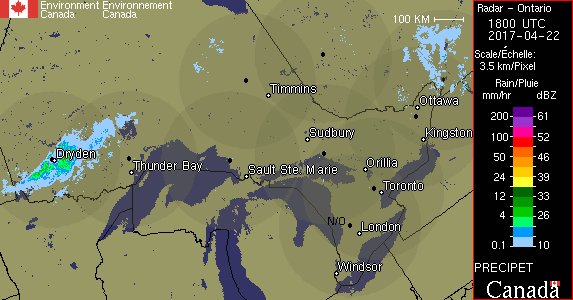 Environment Environnement
Canada Canada
100 KM
Timmins
Ottawa
Sudbury
Kingston
Dryden
Thunder Bay
Sault Ste. Marie
Orillia
Toronto
N/O
London
Windsor
Radar - Ontario
1800 UTC
2017-04-22
Scale/Échelle:
3.5 km/Pixel
Rain/Pluie
mm/hr dBZ
200 61
100 52
50 46
24 39
12 33
4 26
0.1 10
PRECIPET
Canada